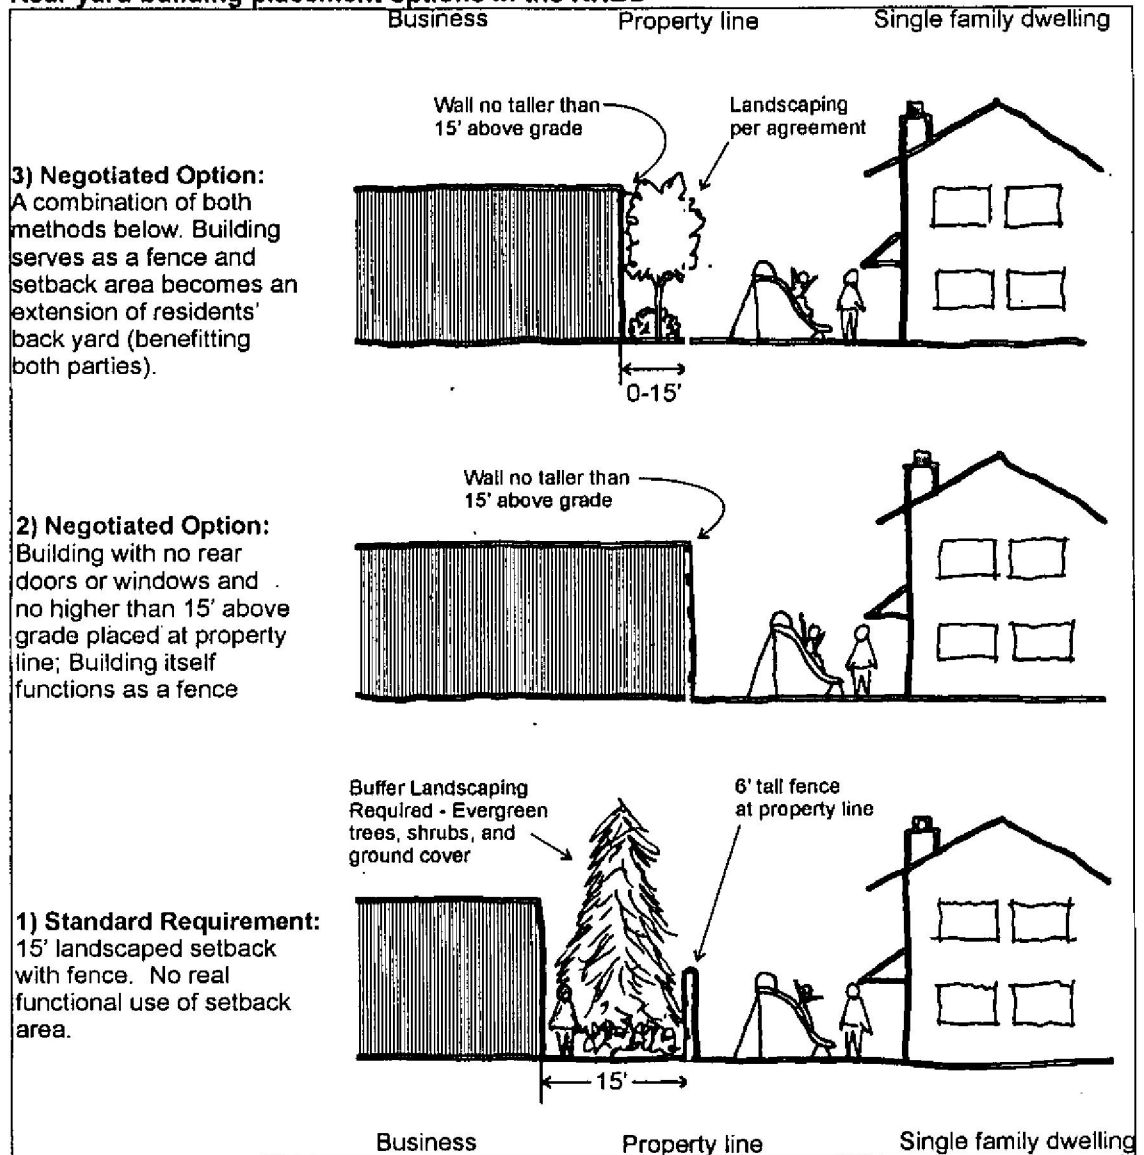 Business Property line Single family dwelling
Wall no taller than
15' above grade
Landscaping
per agreement
3) Negotiated Option:
A combination of both
methods below. Building
serves as a fence and
setback area becomes an
extension of residents'
back yard (benefitting
both parties).
0-15'
Wall no taller than
15' above grade
2) Negotiated Option:
Building with no rear
doors or windows and
no higher than 15' above
grade placed at property
line; Building itself
functions as a fence
Buffer Landscaping
Required - Evergreen
trees, shrubs, and
ground cover
6' tall fence
at property line
1) Standard Requirement:
15' landscaped setback
with fence. No real
functional use of setback
area.
15'
Business Property line Single family dwelling